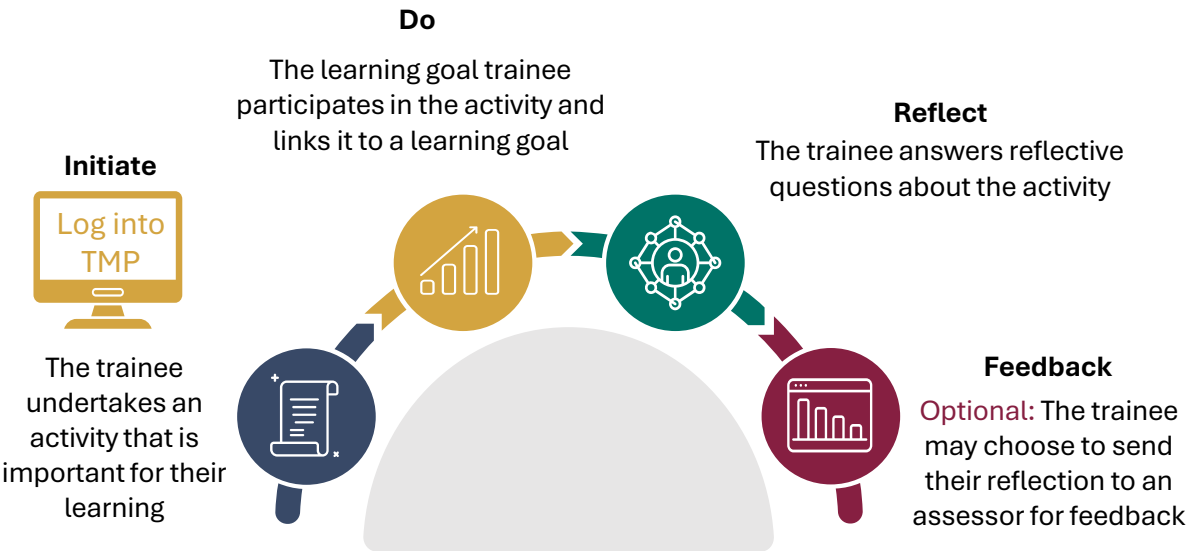 Initiate
Log into
TMP
The trainee
undertakes an
activity that is
important for their
learning
Do
The learning goal trainee
participates in the activity and
links it to a learning goal
Reflect
The trainee answers reflective
questions about the activity
Feedback
Optional: The trainee
may choose to send
their reflection to an
assessor for feedback